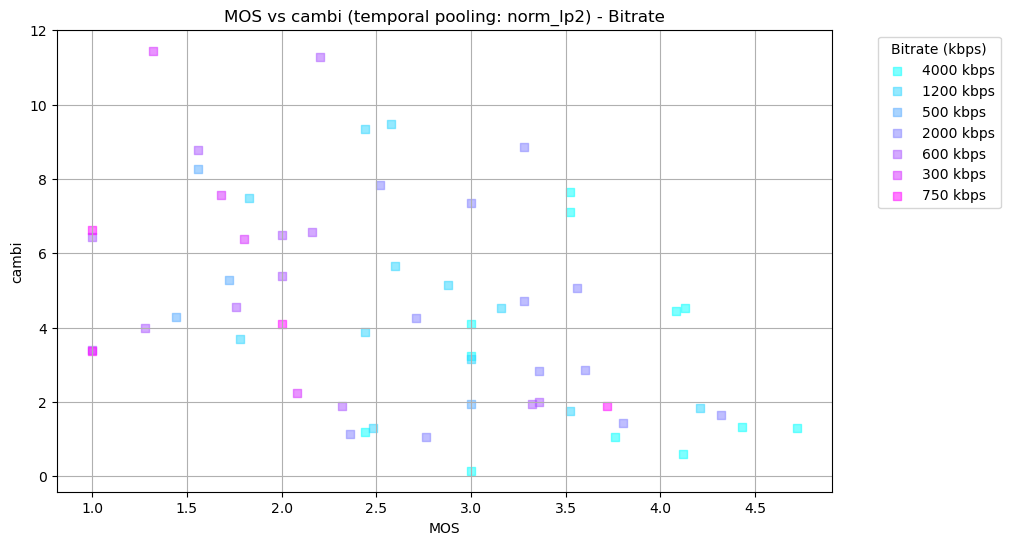 MOS vs cambi (temporal pooling: norm_lp2) - Bitrate
cambi
12
10
8
6
4
2
0
1.0 1.5 2.0 2.5 3.0 3.5 4.0 4.5
MOS
Bitrate (kbps)
4000 kbps
1200 kbps
500 kbps
2000 kbps
600 kbps
300 kbps
750 kbps